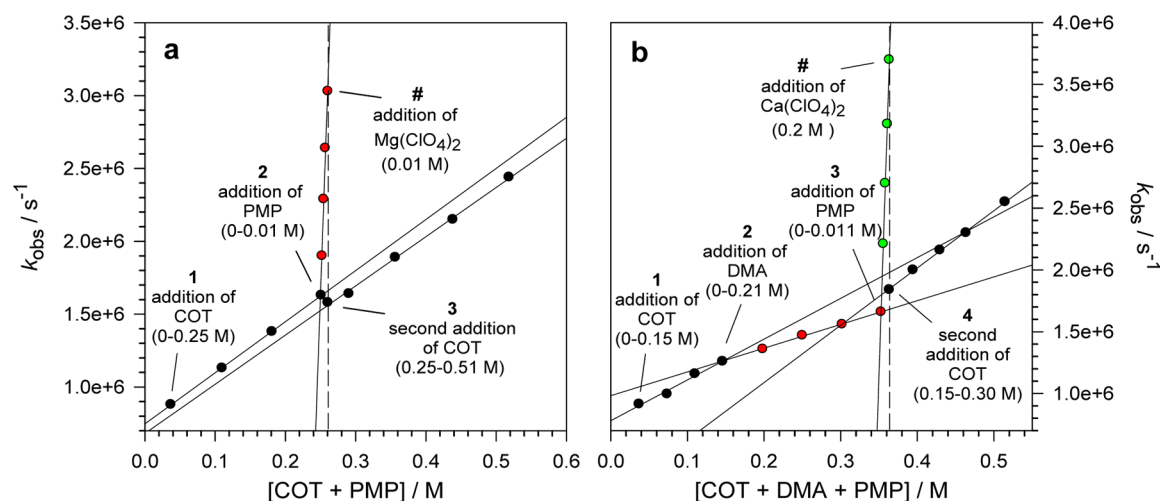 a
3.5e+6
3.0e+6
2.5e+6
2.0e+6
1.5e+6
1.0e+6
kobs / s-1
#
addition of
Mg(ClO4)2
(0.01 M)
2
addition of
PMP
(0-0.01 M)
1
addition of
COT
(0-0.25 M)
3
second addition
of COT
(0.25-0.51 M)
0.0 0.1 0.2 0.3 0.4 0.5 0.6
[COT + PMP] / M
b
4.0e+6
3.5e+6
3.0e+6
2.5e+6
2.0e+6
1.5e+6
1.0e+6
kobs / s-1
#
addition of
Ca(ClO4)2
(0.2 M )
3
addition of
PMP
(0-0.011 M)
2
addition of
DMA
(0-0.21 M)
1
addition of
COT
(0-0.15 M)
4
second
addition of
COT
(0.15-0.30 M)
0.0 0.1 0.2 0.3 0.4 0.5
[COT + DMA + PMP] / M